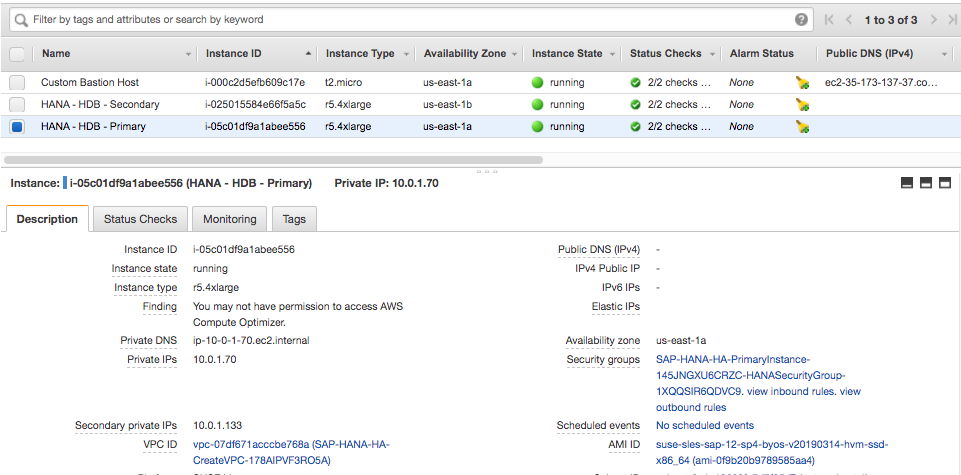 Filter by tags and attributes or search by keyword
1 to 3 of 3
Name Instance ID Instance Type Availability Zone Instance State Status Checks Alarm Status Public DNS (IPv4)
Custom Bastion Host i-000c2d5efb609c17e t2.micro us-east-1a running 2/2 checks ... None ec2-35-173-137-37.co...
HANA - HDB - Secondary i-025015584e66f5a5c r5.4xlarge us-east-1b running 2/2 checks ... None
HANA - HDB - Primary i-05c01df9a1abee556 r5.4xlarge us-east-1a running 2/2 checks ... None
Instance: i-05c01df9a1abee556 (HANA - HDB - Primary) Private IP: 10.0.1.70
Description Status Checks Monitoring Tags
Instance ID i-05c01df9a1abee556 Public DNS (IPv4) -
Instance state running IPv4 Public IP -
Instance type r5.4xlarge IPv6 IPs -
Finding You may not have permission to access AWS Elastic IPs
Compute Optimizer.
Private DNS ip-10-0-1-70.ec2.internal Availability zone us-east-1a
Private IPs 10.0.1.70 Security groups SAP-HANA-HA-PrimaryInstance-
145JNGXU6CRZC-HANASecurityGroup-
1XQQSIR6QDVC9. view inbound rules. view
outbound rules
Secondary private IPs 10.0.1.133 Scheduled events No scheduled events
VPC ID vpc-07df671acccbe768a (SAP-HANA-HA- AMI ID suse-sles-sap-12-sp4-byos-v20190314-hvm-ssd-
CreateVPC-178AIPVF3RO5A) x86_64 (ami-0f9b20b9789585aa4)